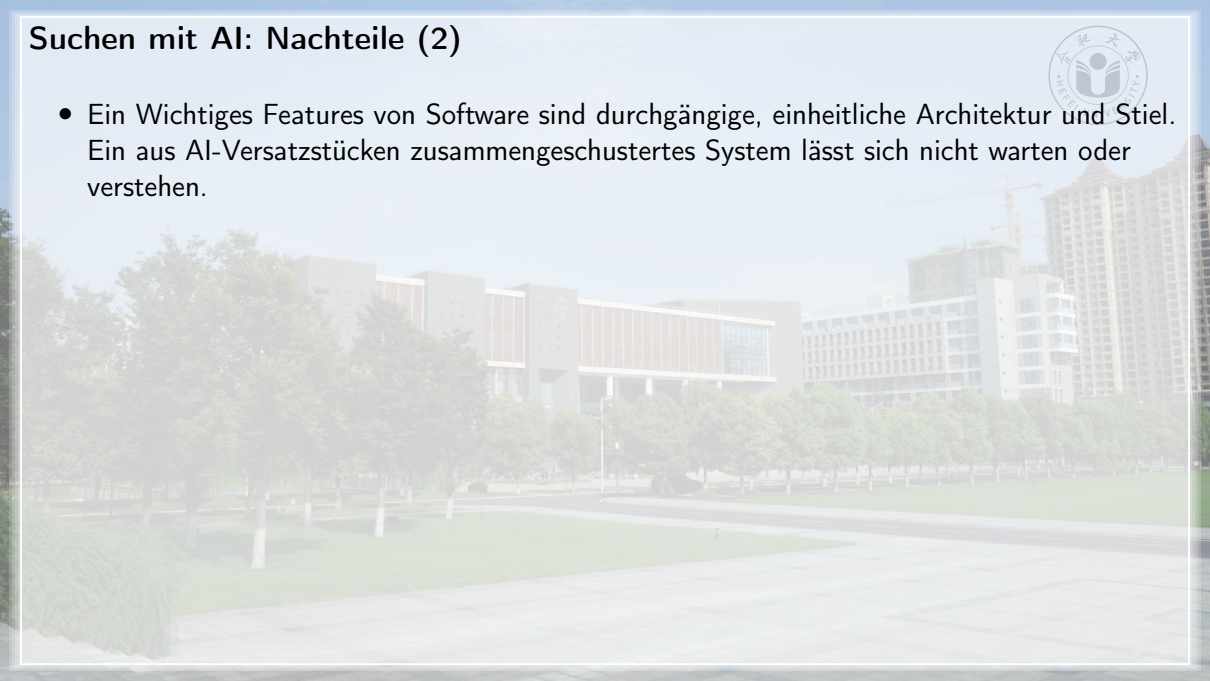 Suchen mit AI: Nachteile (2)
• Ein Wichtiges Features von Software sind durchgängige, einheitliche Architektur und Stiel.
Ein aus AI-Versatzstücken zusammengeschustertes System lässt sich nicht warten oder
verstehen.